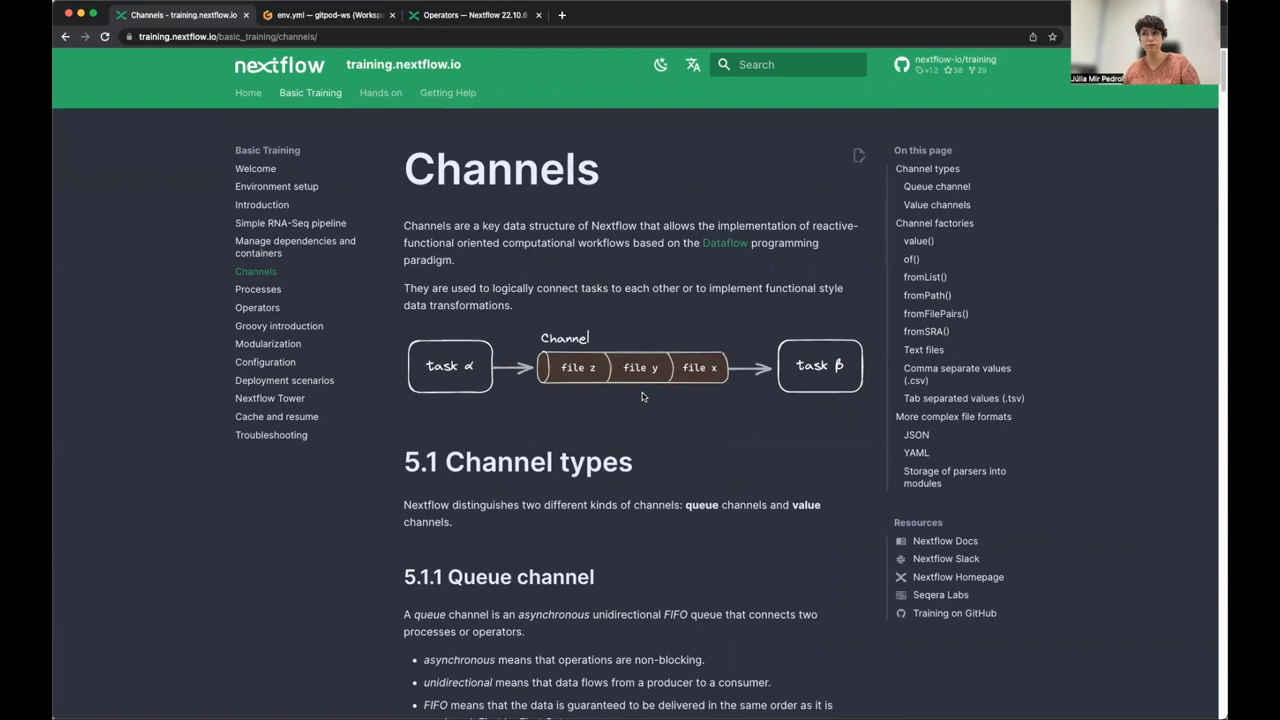 Channels - training.nextflow.io
env.yml — gitpod-ws (Worksp
Operators — Nextflow 22.10.6
training.nextflow.io/basic_training/channels/
Júlia Mir Pedrol
nextflow
training.nextflow.io
Search
nextflow-io/training
v1.2 38 29
Home
Basic Training
Hands on
Getting Help
Basic Training
Welcome
Environment setup
Introduction
Simple RNA-Seq pipeline
Manage dependencies and
containers
Channels
Processes
Operators
Groovy introduction
Modularization
Configuration
Deployment scenarios
Nextflow Tower
Cache and resume
Troubleshooting
Channels
Channels are a key data structure of Nextflow that allows the implementation of reactive-
functional oriented computational workflows based on the Dataflow programming
paradigm.
They are used to logically connect tasks to each other or to implement functional style
data transformations.
Channel
task α
file z
file y
file x
task β
5.1 Channel types
Nextflow distinguishes two different kinds of channels: queue channels and value
channels.
5.1.1 Queue channel
A queue channel is an asynchronous unidirectional FIFO queue that connects two
processes or operators.
• asynchronous means that operations are non-blocking.
• unidirectional means that data flows from a producer to a consumer.
• FIFO means that the data is guaranteed to be delivered in the same order as it is
On this page
Channel types
Queue channel
Value channels
Channel factories
value()
of()
fromList()
fromPath()
fromFilePairs()
fromSRA()
Text files
Comma separate values
(.csv)
Tab separated values (.tsv)
More complex file formats
JSON
YAML
Storage of parsers into
modules
Resources
Nextflow Docs
Nextflow Slack
Nextflow Homepage
Seqera Labs
Training on GitHub